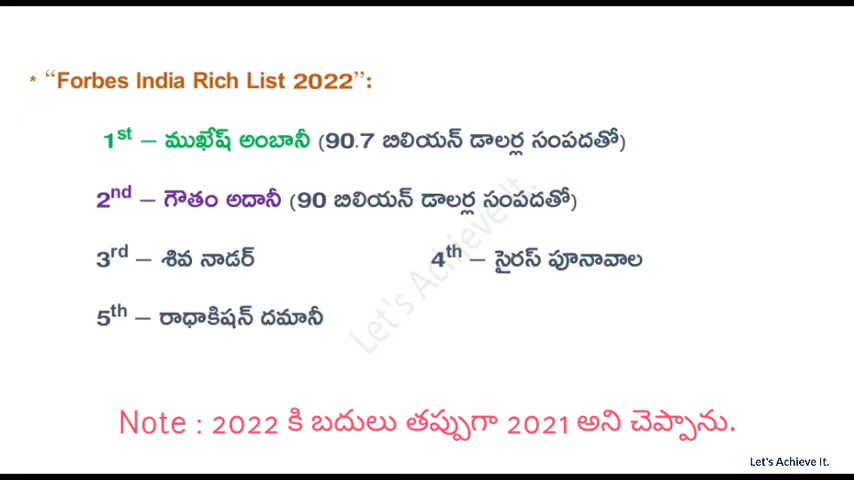 * “Forbes India Rich List 2022”:
1st – ముఖేష్ అంబానీ (90.7 బిలియన్ డాలర్ల సంపదతో)
2nd – గౌతం అదానీ (90 బిలియన్ డాలర్ల సంపదతో)
3rd – శివ నాడర్ 4th – సైరస్ పూనావాల
5th – రాధాకిషన్ దమానీ
Let's Achieve It.
Note : 2022 కి బదులు తప్పుగా 2021 అని చెప్పాను.
Let's Achieve It.